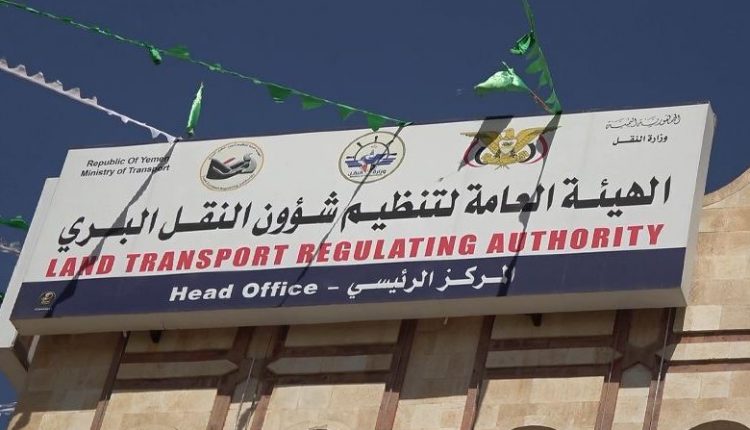 Republic Of Yemen
Ministry of Transport
الجمهورية اليمنية
وزارة النقل
الهيئة العامة لتنظيم شؤون النقل البري
LAND TRANSPORT REGULATING AUTHORITY
Head Office - المركز الرئيسي